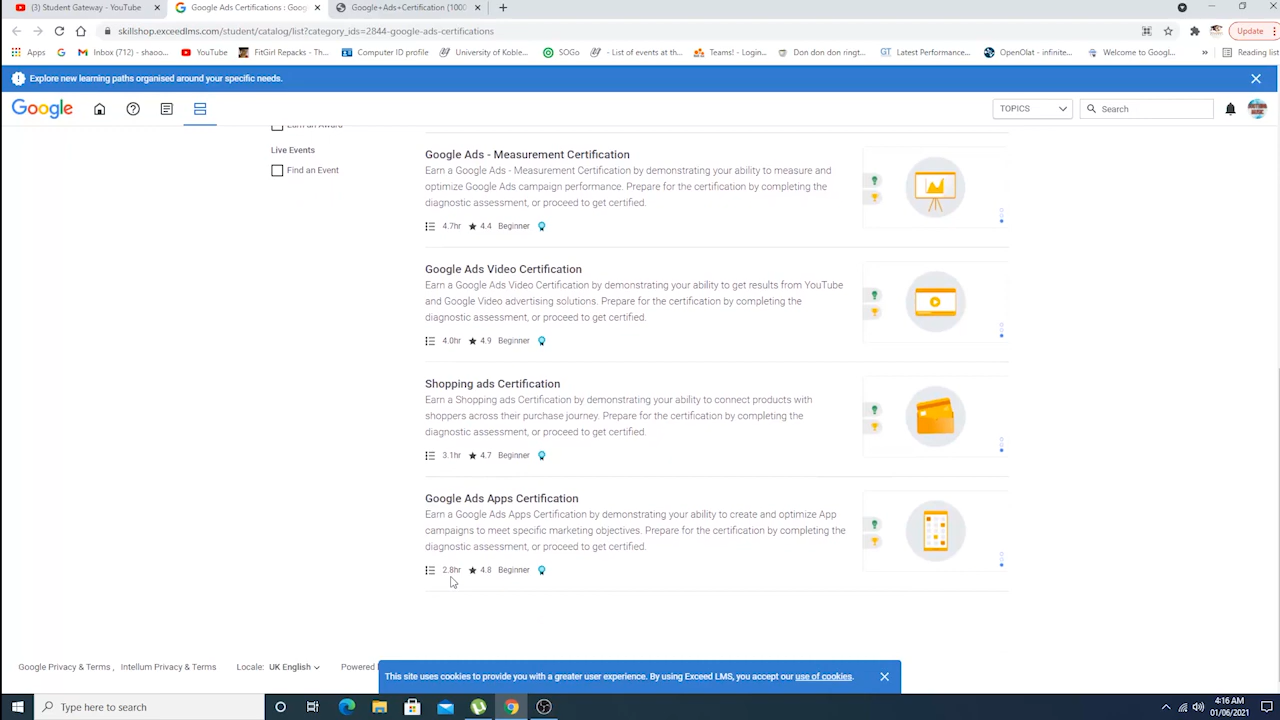 (3) Student Gateway - YouTube
Google Ads Certifications : Goo
Google+Ads+Certification (1000
skillshop.exceedlms.com/student/catalog/list?category_ids=2844-google-ads-certifications
Update
Apps
Inbox (712) - shaoo...
YouTube
FitGirl Repacks - Th...
Computer ID profile
University of Koble...
SOGo
- List of events at th...
Teams! - Login...
Don don don ringt...
Latest Performance...
OpenOlat - infinite...
Welcome to Googl...
»
Reading list
Explore new learning paths organised around your specific needs.
Google
TOPICS
Search
Earn an Award
Live Events
Find an Event
Google Ads - Measurement Certification
Earn a Google Ads - Measurement Certification by demonstrating your ability to measure and
optimize Google Ads campaign performance. Prepare for the certification by completing the
diagnostic assessment, or proceed to get certified.
4.7hr 4.4 Beginner
Google Ads Video Certification
Earn a Google Ads Video Certification by demonstrating your ability to get results from YouTube
and Google Video advertising solutions. Prepare for the certification by completing the
diagnostic assessment, or proceed to get certified.
4.0hr 4.9 Beginner
Shopping ads Certification
Earn a Shopping ads Certification by demonstrating your ability to connect products with
shoppers across their purchase journey. Prepare for the certification by completing the
diagnostic assessment, or proceed to get certified.
3.1hr 4.7 Beginner
Google Ads Apps Certification
Earn a Google Ads Apps Certification by demonstrating your ability to create and optimize App
campaigns to meet specific marketing objectives. Prepare for the certification by completing the
diagnostic assessment, or proceed to get certified.
2.8hr 4.8 Beginner
Google Privacy & Terms , Intellum Privacy & Terms Locale: UK English Powered
This site uses cookies to provide you with a greater user experience. By using Exceed LMS, you accept our use of cookies.
Type here to search
4:16 AM
01/06/2021